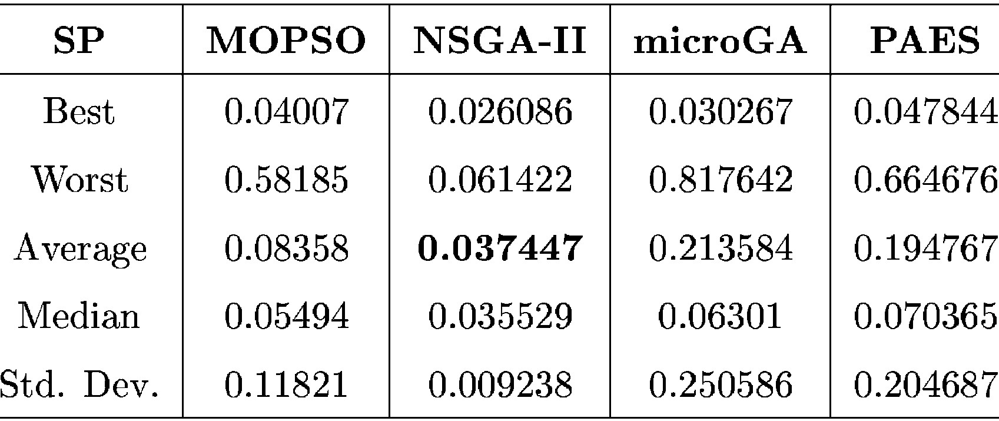 SP MOPSO NSGA-II microGA PAES
Best 0.04007 0.026086 0.030267 0.047844
Worst 0.58185 0.061422 0.817642 0.664676
Average 0.08358 0.037447 0.213584 0.194767
Median 0.05494 0.035529 0.06301 0.070365
Std. Dev. 0.11821 0.009238 0.250586 0.204687